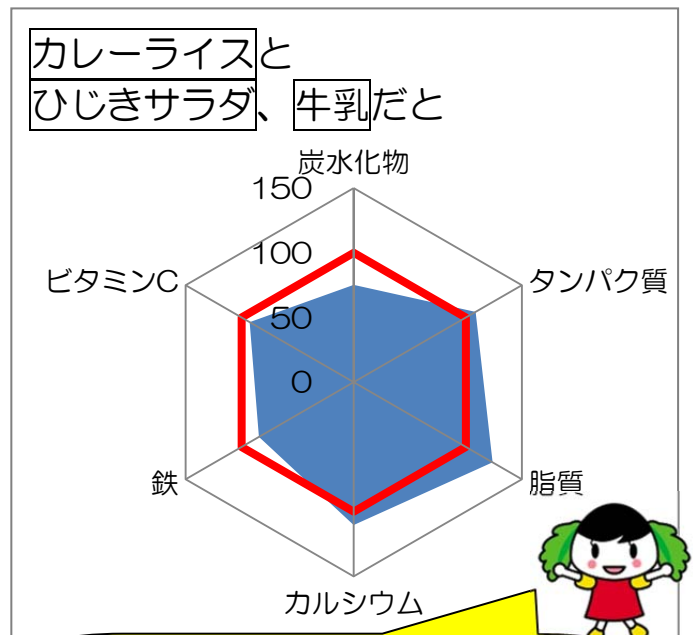 カレーライスと
ひじきサラダ、牛乳だと
炭水化物
150
100
50
0
ビタミンC
タンパク質
鉄
脂質
カルシウム